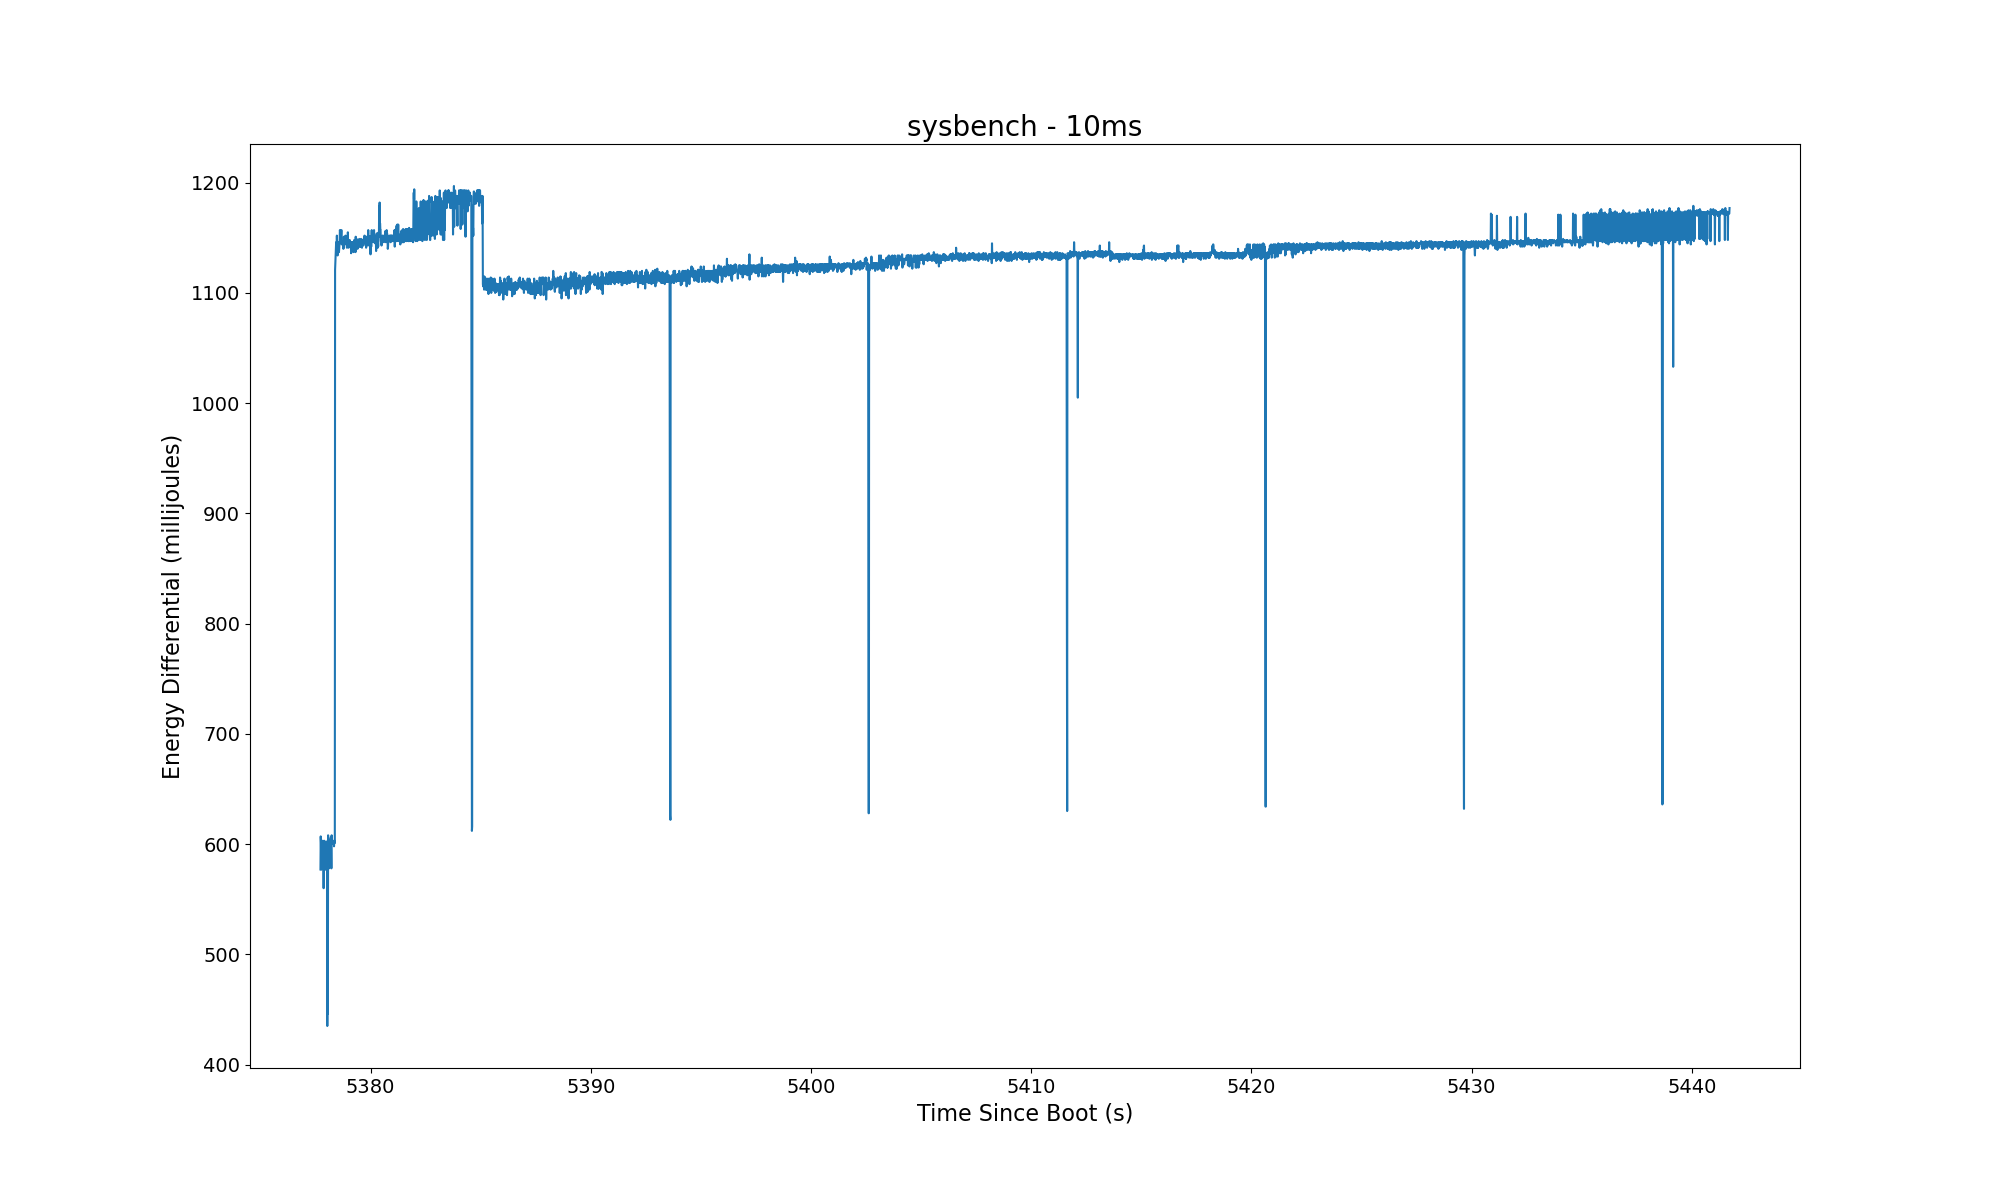 sysbench - 10ms
1200
1100
1000
900
800
700
600
500
400
Energy Differential (millijoules)
5380 5390 5400 5410 5420 5430 5440
Time Since Boot (s)